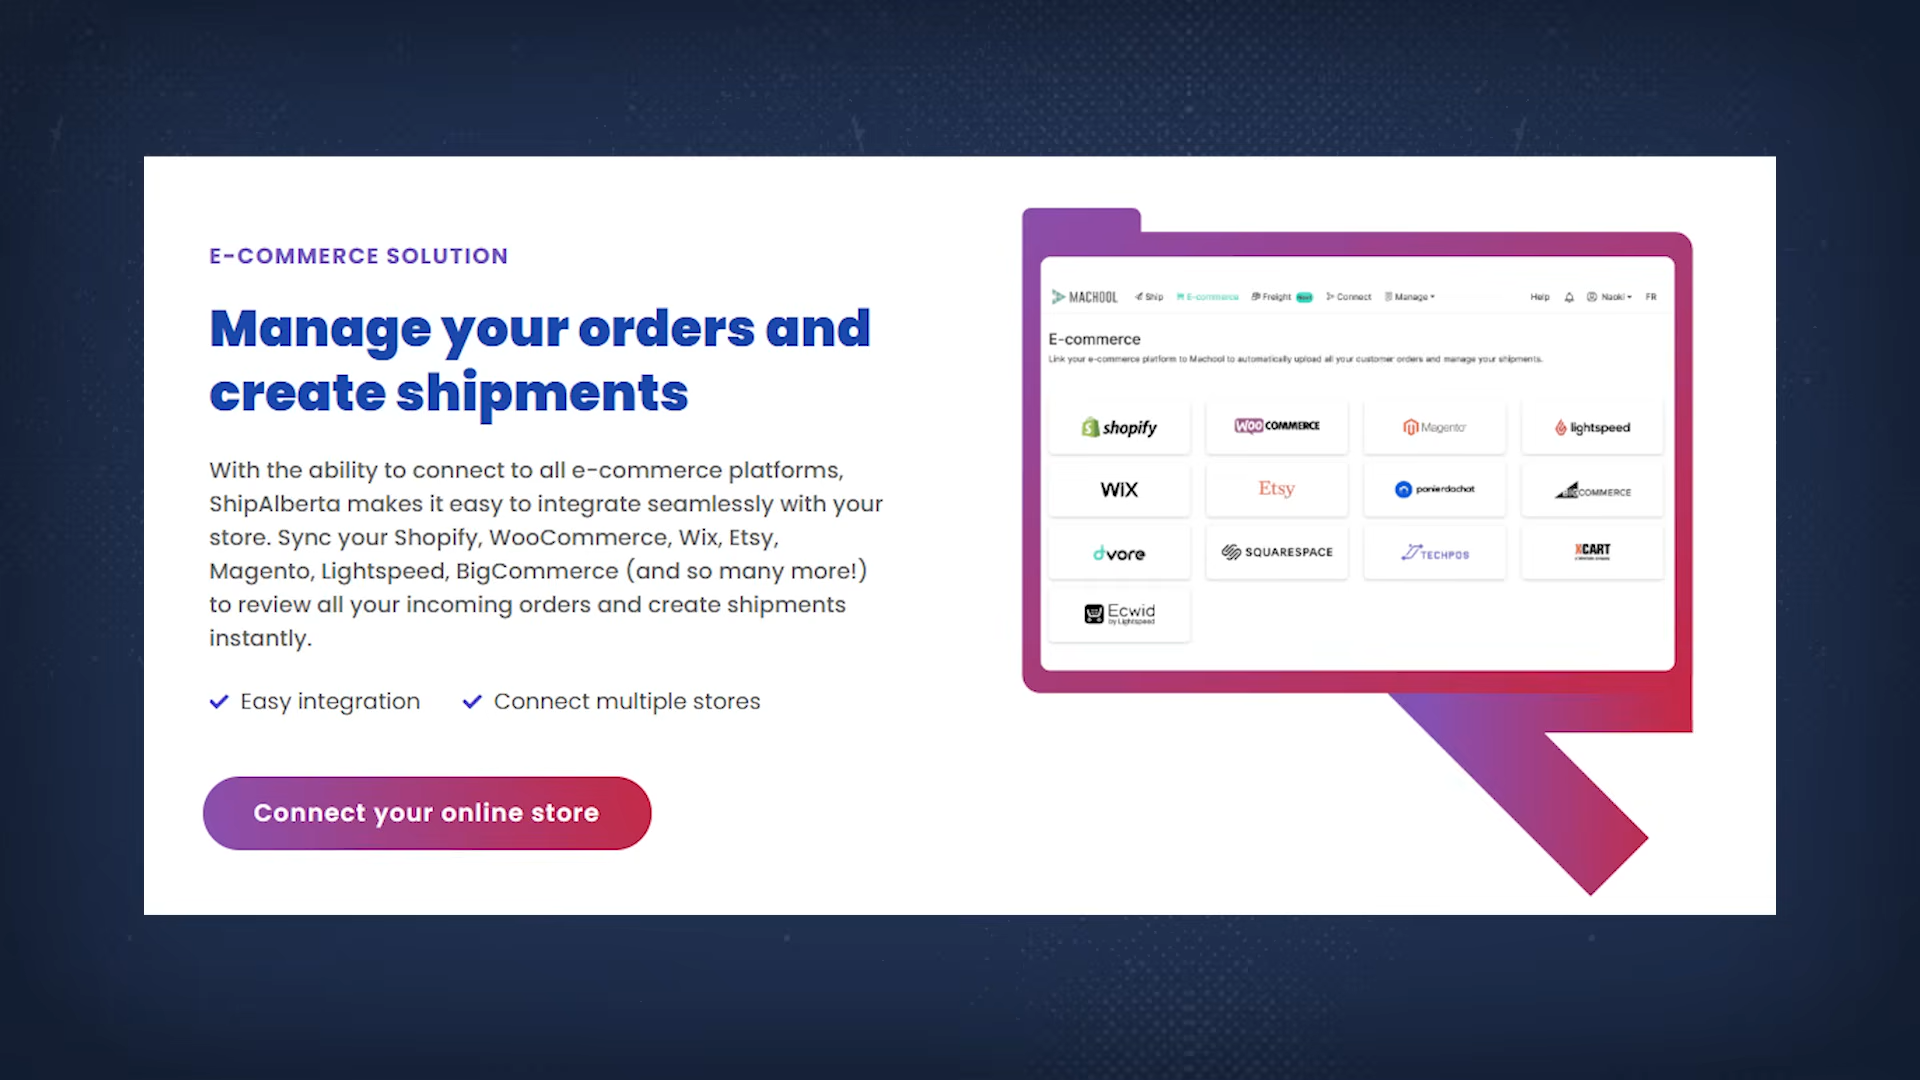 E-COMMERCE SOLUTION
Manage your orders and
create shipments
With the ability to connect to all e-commerce platforms,
ShipAlberta makes it easy to integrate seamlessly with your
store. Sync your Shopify, WooCommerce, Wix, Etsy,
Magento, Lightspeed, BigCommerce (and so many more!)
to review all your incoming orders and create shipments
instantly.
Easy integration Connect multiple stores
Connect your online store
MACHOOL Ship E-commerce Freight Connect Manage Help Naoki FR
E-commerce
Link your e-commerce platform to Machool to automatically upload all your customer orders and manage your shipments.
shopify WOO COMMERCE Magento lightspeed
WiX Etsy panierdachat BIGCOMMERCE
dvore SQUARESPACE TECHPOS XCART
Ecwid
by Lightspeed